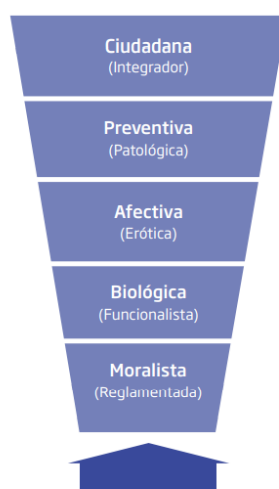 Ciudadana
(Integrador)
Preventiva
(Patológica)
Afectiva
(Erótica)
Biológica
(Funcionalista)
Moralista
(Reglamentada)